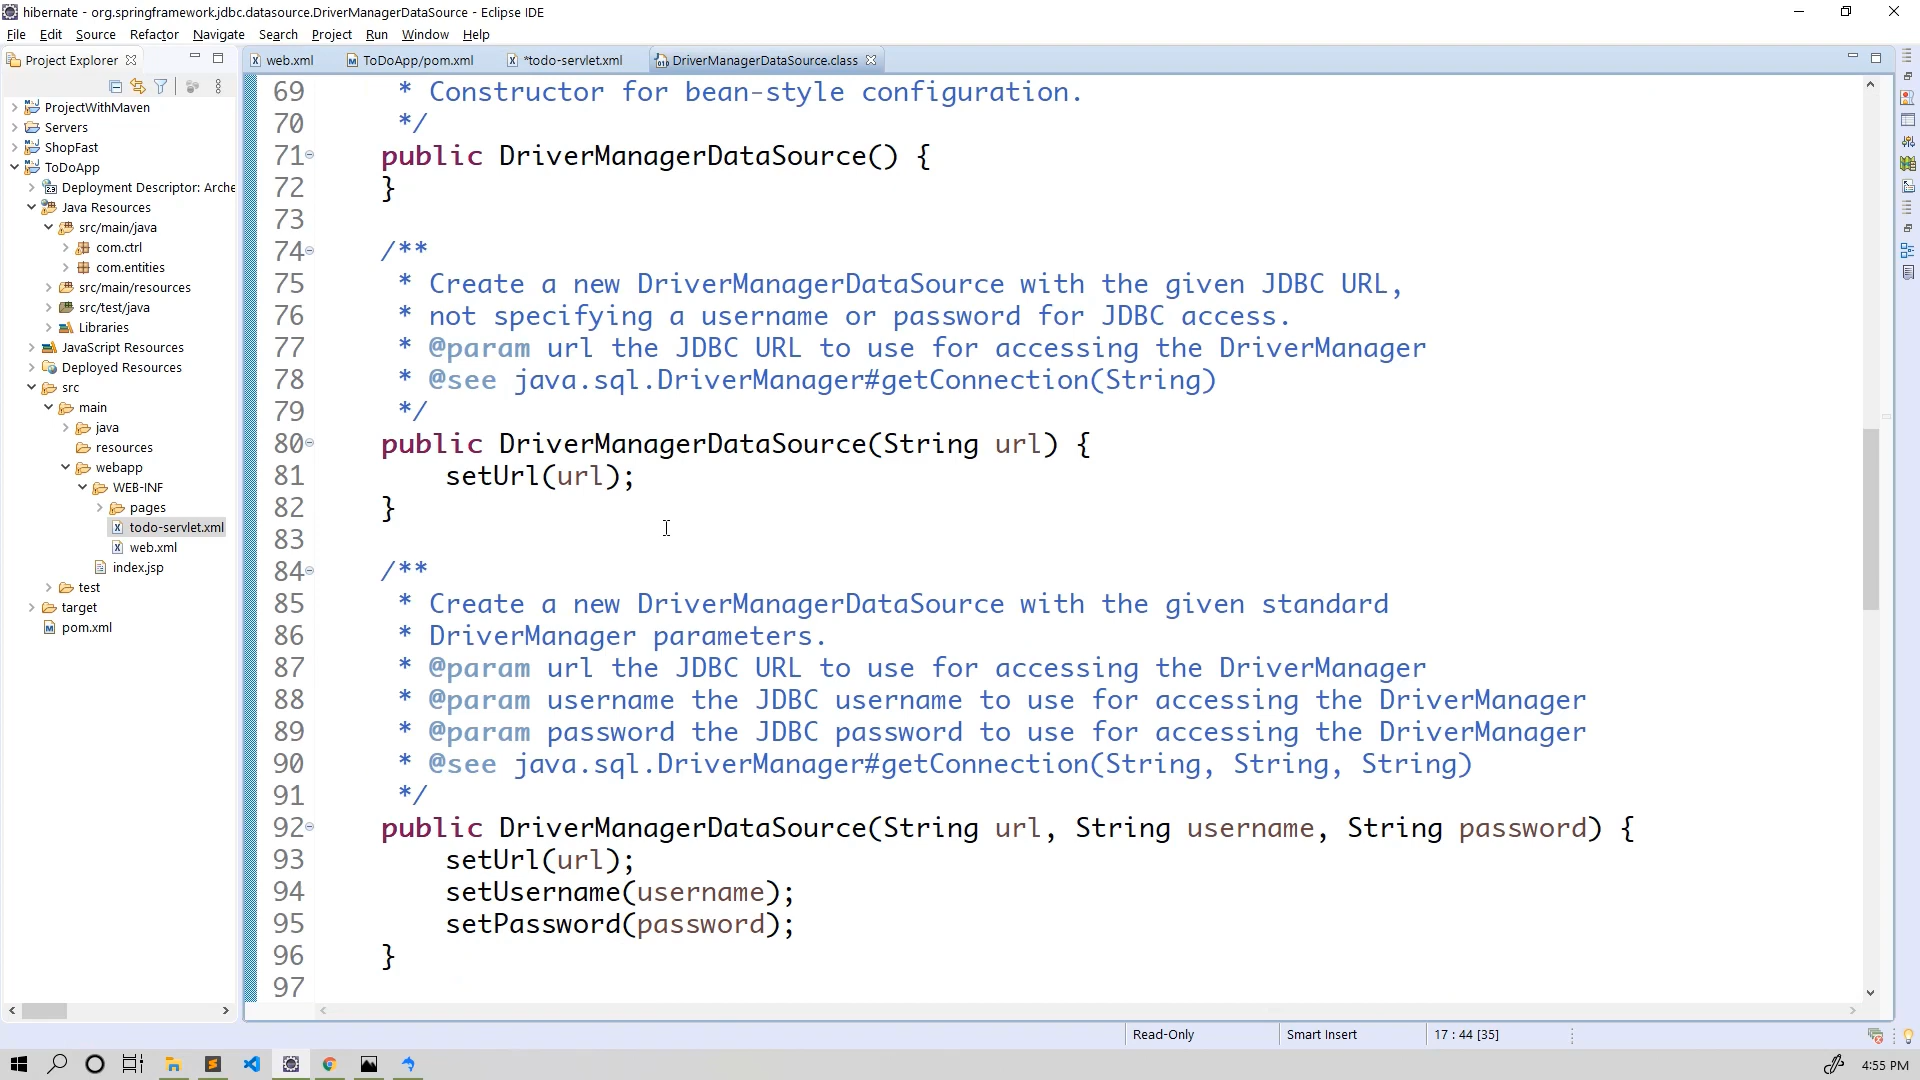 hibernate - org.springframework.jdbc.datasource.DriverManagerDataSource - Eclipse IDE
File Edit Source Refactor Navigate Search Project Run Window Help
Project Explorer
web.xml
ToDoApp/pom.xml
*todo-servlet.xml
DriverManagerDataSource.class
ProjectWithMaven
Servers
ShopFast
ToDoApp
Deployment Descriptor: Arche
Java Resources
src/main/java
com.ctrl
com.entities
src/main/resources
src/test/java
Libraries
JavaScript Resources
Deployed Resources
src
main
java
resources
webapp
WEB-INF
pages
todo-servlet.xml
web.xml
index.jsp
test
target
pom.xml
69 * Constructor for bean-style configuration.
70 */
71 public DriverManagerDataSource() {
72 }
73
74 /**
75 * Create a new DriverManagerDataSource with the given JDBC URL,
76 * not specifying a username or password for JDBC access.
77 * @param url the JDBC URL to use for accessing the DriverManager
78 * @see java.sql.DriverManager#getConnection(String)
79 */
80 public DriverManagerDataSource(String url) {
81 setUrl(url);
82 }
83
84 /**
85 * Create a new DriverManagerDataSource with the given standard
86 * DriverManager parameters.
87 * @param url the JDBC URL to use for accessing the DriverManager
88 * @param username the JDBC username to use for accessing the DriverManager
89 * @param password the JDBC password to use for accessing the DriverManager
90 * @see java.sql.DriverManager#getConnection(String, String, String)
91 */
92 public DriverManagerDataSource(String url, String username, String password) {
93 setUrl(url);
94 setUsername(username);
95 setPassword(password);
96 }
97
Read-Only
Smart Insert
17 : 44 [35]
4:55 PM